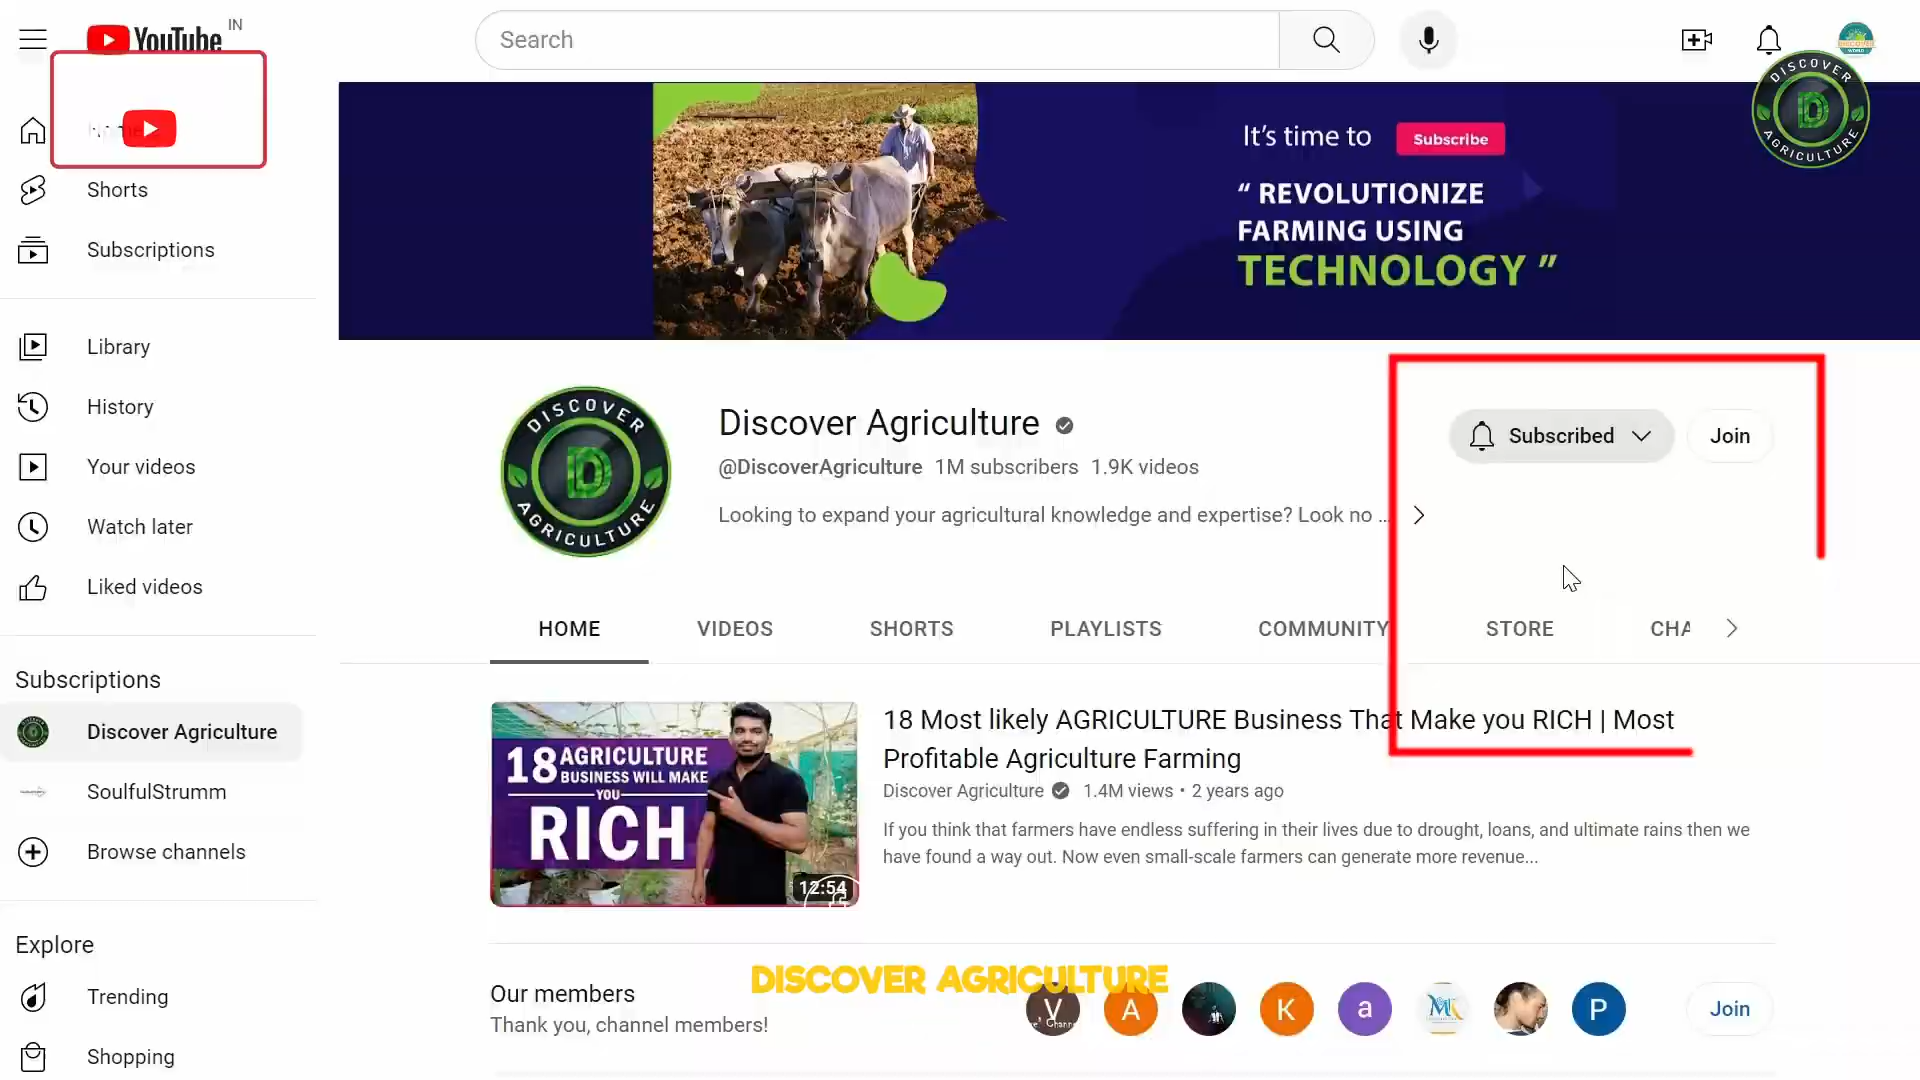 YouTube IN
Search
Shorts
Subscriptions
Library
History
Your videos
Watch later
Liked videos
Subscriptions
Discover Agriculture
SoulfulStrumm
Browse channels
Explore
Trending
Shopping
It's time to Subscribe
“ REVOLUTIONIZE
FARMING USING
TECHNOLOGY ”
DISCOVER
D
AGRICULTURE
DISCOVER
D
AGRICULTURE
Discover Agriculture
@DiscoverAgriculture 1M subscribers 1.9K videos
Looking to expand your agricultural knowledge and expertise? Look no ...
Subscribed
Join
HOME VIDEOS SHORTS PLAYLISTS COMMUNITY STORE CHA
18 AGRICULTURE
BUSINESS WILL MAKE
YOU
RICH
12:54
18 Most likely AGRICULTURE Business That Make you RICH | Most
Profitable Agriculture Farming
Discover Agriculture 1.4M views • 2 years ago
If you think that farmers have endless suffering in their lives due to drought, loans, and ultimate rains then we
have found a way out. Now even small-scale farmers can generate more revenue...
DISCOVER AGRICULTURE
Our members
Thank you, channel members!
V A K a P
Join